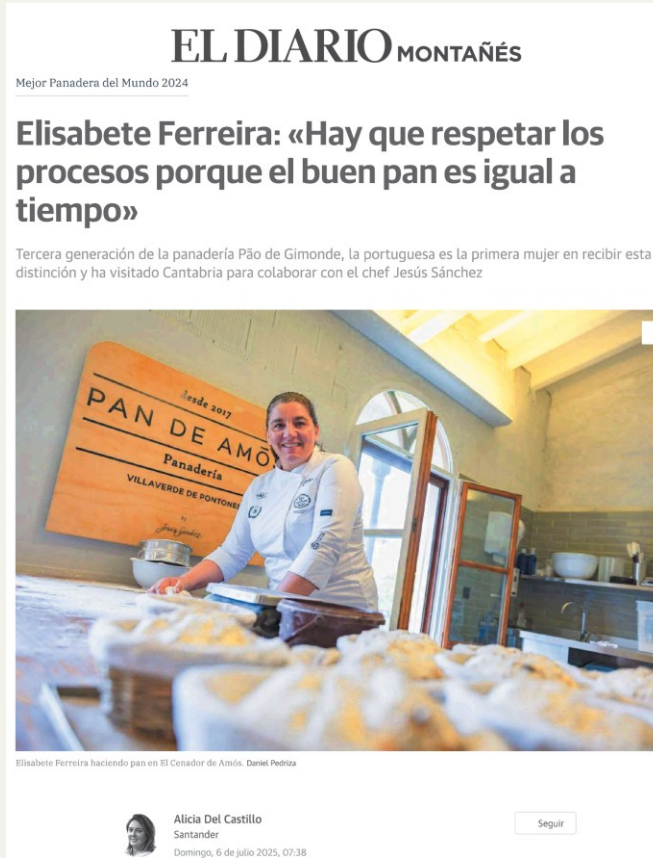 EL DIARIO MONTAÑÉS
Mejor Panadera del Mundo 2024
Elisabete Ferreira: «Hay que respetar los
procesos porque el buen pan es igual a
tiempo»
Tercera generación de la panadería Pão de Gimonde, la portuguesa es la primera mujer en recibir esta
distinción y ha visitado Cantabria para colaborar con el chef Jesús Sánchez
desde 2017
PAN DE AMÓ
Panadería
VILLAVERDE DE PONTONE
by
Jesús Sánchez
Elisabete Ferreira haciendo pan en El Cenador de Amós. Daniel Pedriza
Alicia Del Castillo
Santander
Domingo, 6 de julio 2025, 07:38
Seguir